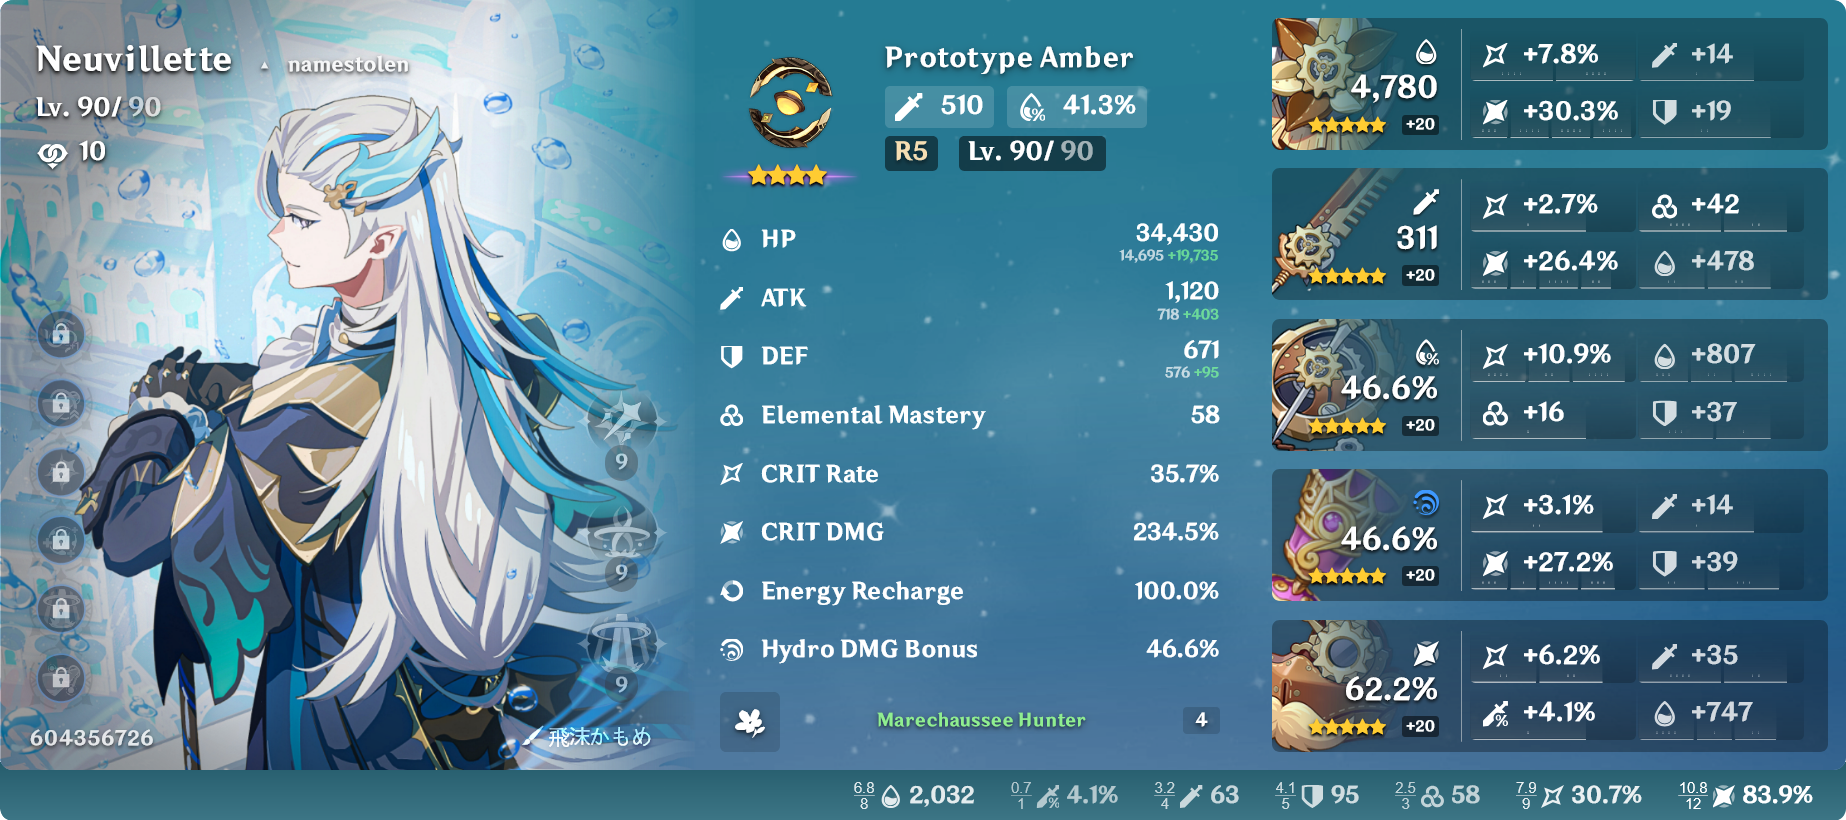 Neuvillette ▲ namestolen
Lv. 90/ 90
10
9
9
9
604356726
飛沫かもめ
Prototype Amber
510 41.3%
R5 Lv. 90/ 90
HP 34,430
14,695 +19,735
ATK 1,120
718 +403
DEF 671
576 +95
Elemental Mastery 58
CRIT Rate 35.7%
CRIT DMG 234.5%
Energy Recharge 100.0%
Hydro DMG Bonus 46.6%
Marechaussee Hunter 4
4,780
+20
+7.8% +14
+30.3% +19
311
+20
+2.7% +42
+26.4% +478
46.6%
+20
+10.9% +807
+16 +37
46.6%
+20
+3.1% +14
+27.2% +39
62.2%
+20
+6.2% +35
+4.1% +747
6.8 8 2,032 0.7 1 4.1% 3.2 4 63 4.1 5 95 2.5 3 58 7.9 9 30.7% 10.8 12 83.9%